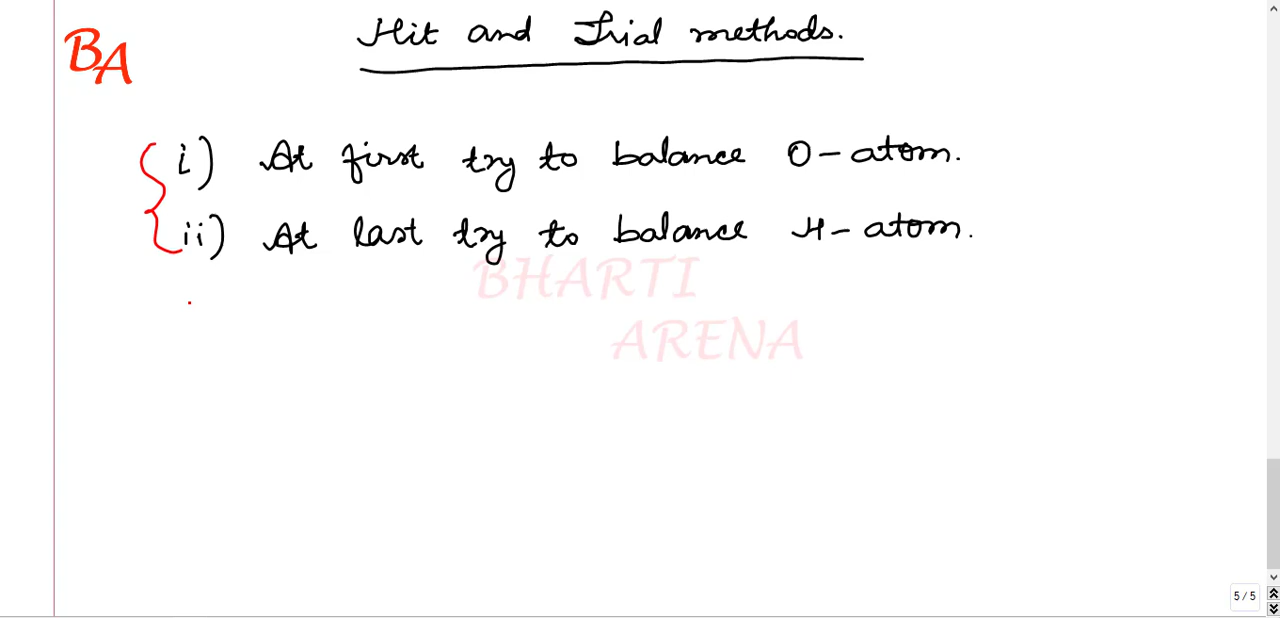 BA
Hit and Trial methods.
i) At first try to balance O-atom.
ii) At last try to balance H-atom.
BHARTI
ARENA
5 / 5